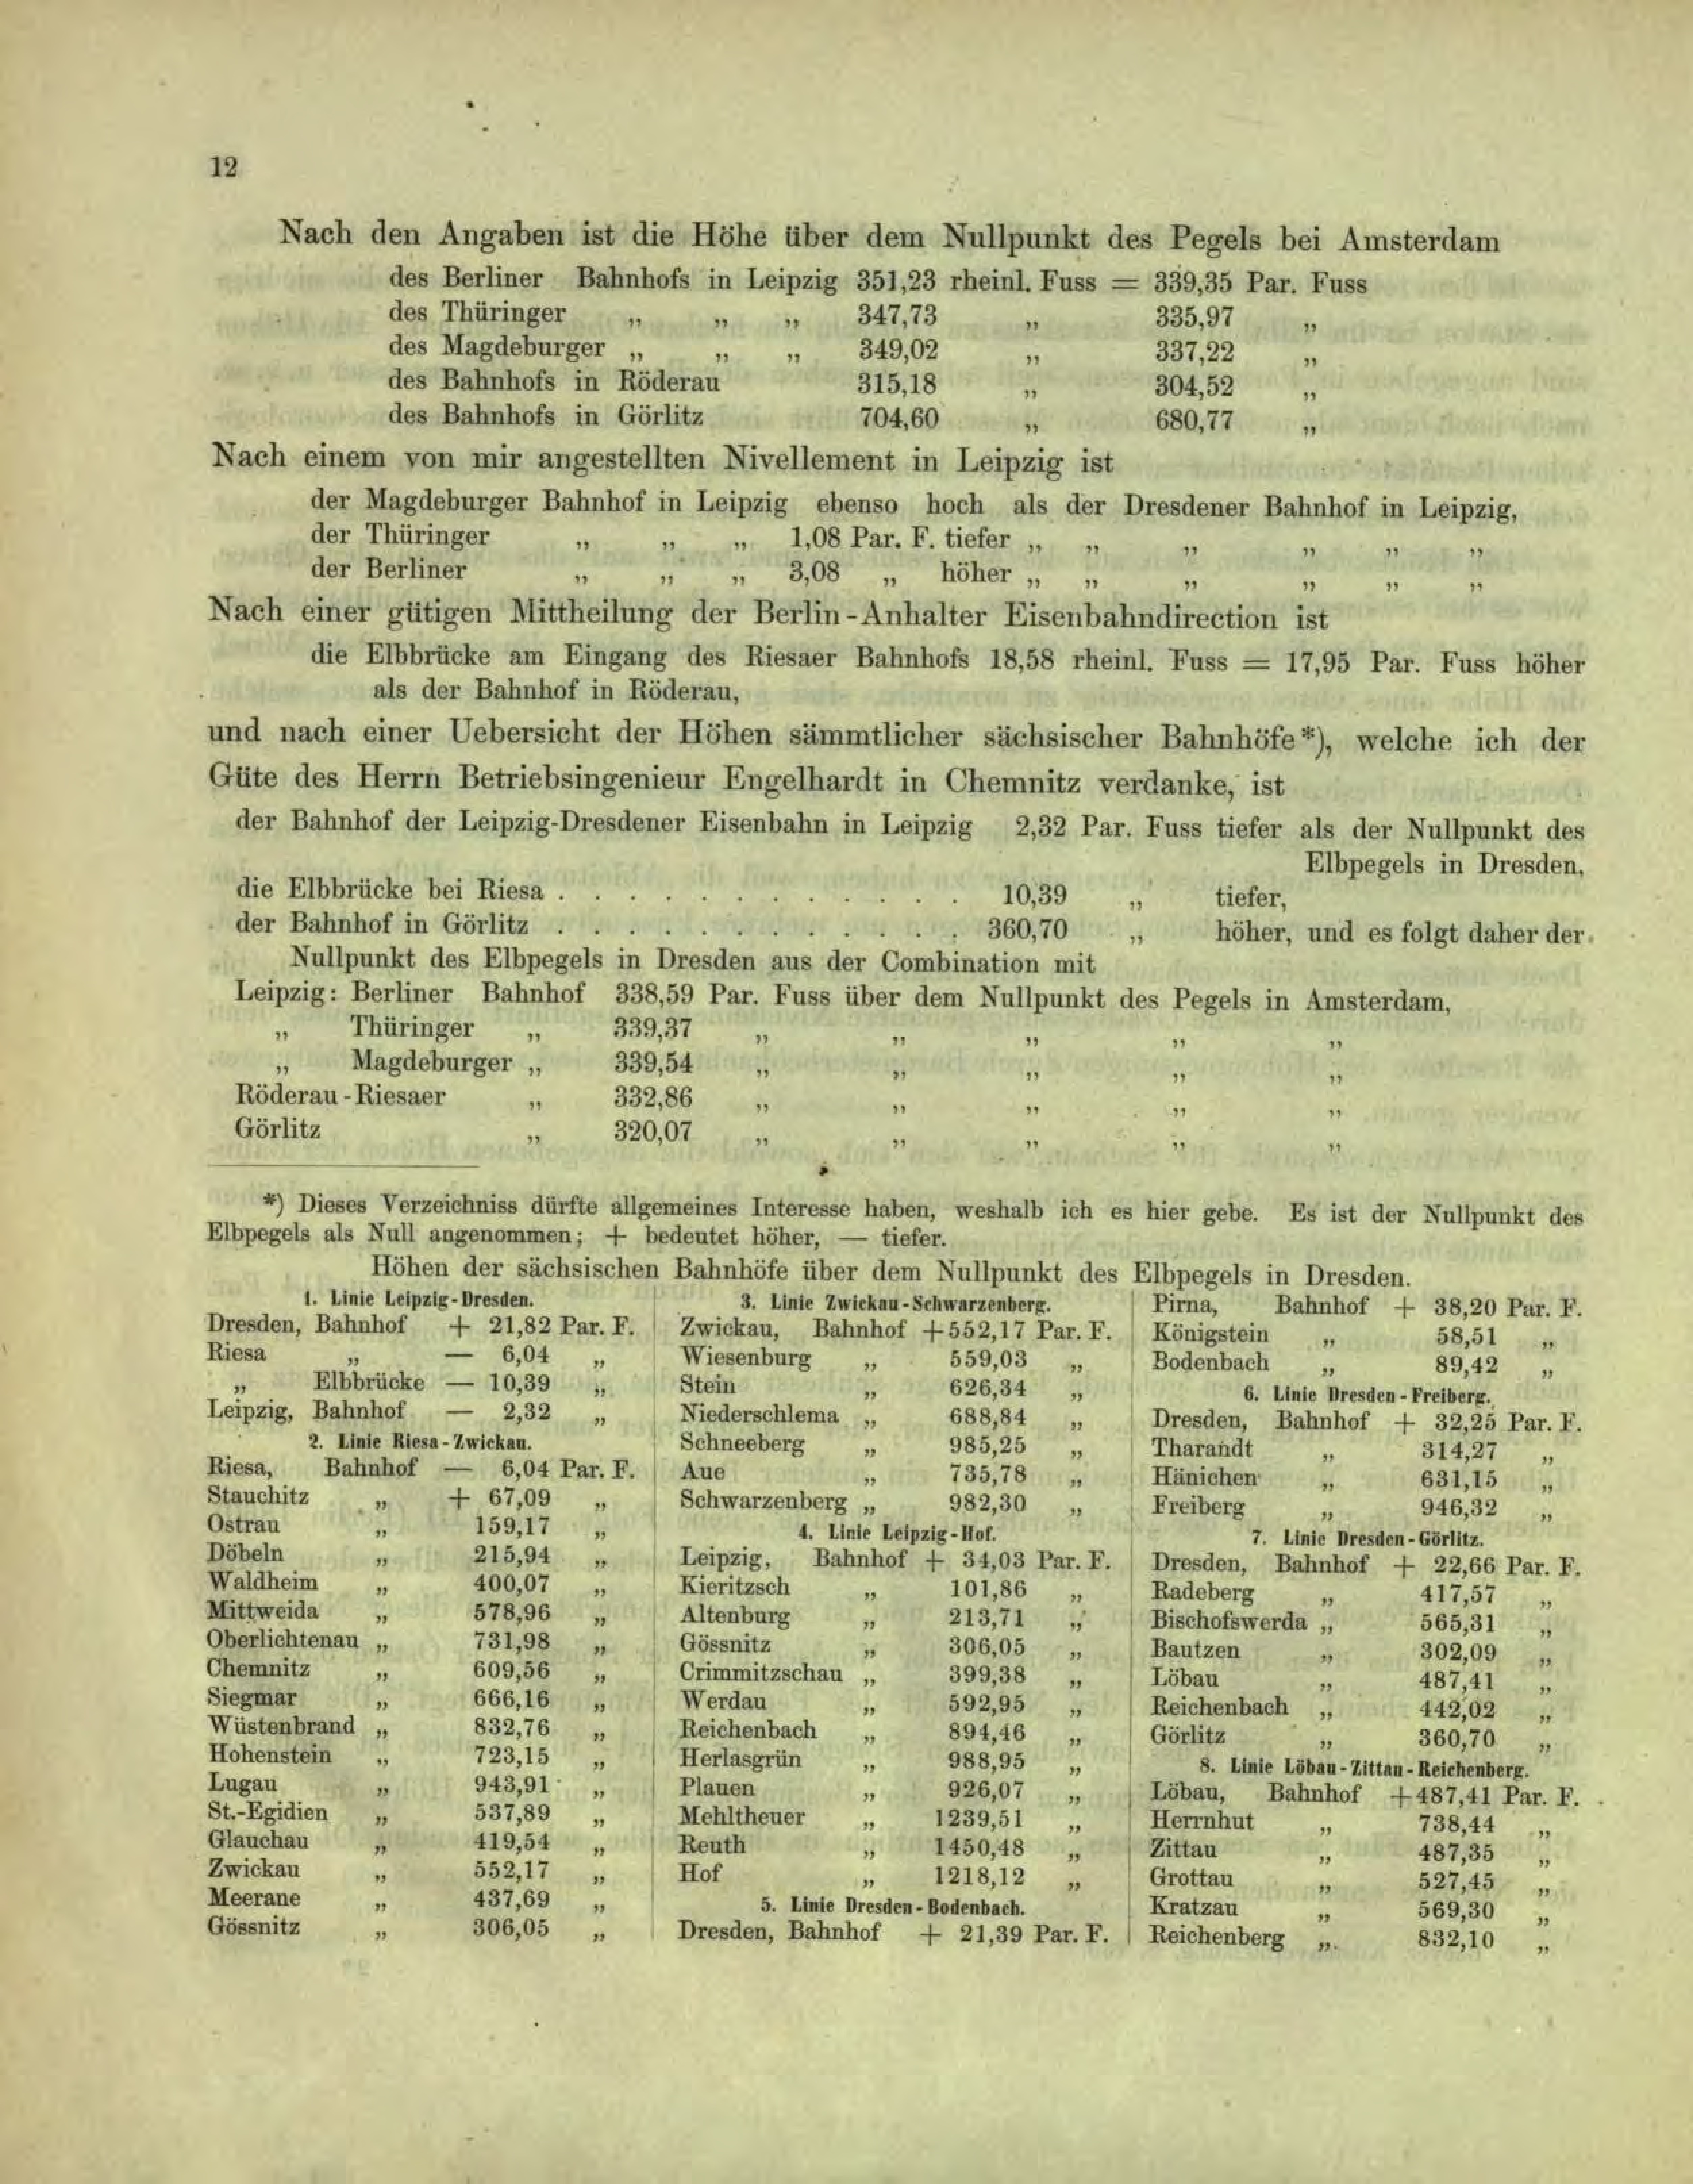 12
Nach den Angaben ist die Höhe über dem Nullpunkt des Pegels bei Amsterdam
des Berliner Bahnhofs in Leipzig 351,23 rheinl. Fuss = 339,35 Par. Fuss
des Thüringer „ „ „ 347,73 „ 335,97 „
des Magdeburger „ „ „ 349,02 „ 337,22 „
des Bahnhofs in Röderau 315,18 „ 304,52 „
des Bahnhofs in Görlitz 704,60 „ 680,77 „
Nach einem von mir angestellten Nivellement in Leipzig ist
der Magdeburger Bahnhof in Leipzig ebenso hoch als der Dresdener Bahnhof in Leipzig,
der Thüringer „ „ „ 1,08 Par. F. tiefer „ „ „ „ „ „
der Berliner „ „ „ 3,08 „ höher „ „ „ „ „ „
Nach einer gütigen Mittheilung der Berlin-Anhalter Eisenbahndirection ist
die Elbbrücke am Eingang des Riesaer Bahnhofs 18,58 rheinl. Fuss = 17,95 Par. Fuss höher
als der Bahnhof in Röderau,
und nach einer Uebersicht der Höhen sämmtlicher sächsischer Bahnhöfe*), welche ich der
Güte des Herrn Betriebsingenieur Engelhardt in Chemnitz verdanke, ist
der Bahnhof der Leipzig-Dresdener Eisenbahn in Leipzig 2,32 Par. Fuss tiefer als der Nullpunkt des
Elbpegels in Dresden,
die Elbbrücke bei Riesa . . . . . . . . . . . . 10,39 „ tiefer,
der Bahnhof in Görlitz . . . . . . . . . . . . 360,70 „ höher, und es folgt daher der
Nullpunkt des Elbpegels in Dresden aus der Combination mit
Leipzig: Berliner Bahnhof 338,59 Par. Fuss über dem Nullpunkt des Pegels in Amsterdam,
„ Thüringer „ 339,37 „ „ „ „ „
„ Magdeburger „ 339,54 „ „ „ „ „
Röderau-Riesaer „ 332,86 „ „ „ „ „
Görlitz „ 320,07 „ „ „ „ „
*) Dieses Verzeichniss dürfte allgemeines Interesse haben, weshalb ich es hier gebe. Es ist der Nullpunkt des
Elbpegels als Null angenommen; + bedeutet höher, — tiefer.
Höhen der sächsischen Bahnhöfe über dem Nullpunkt des Elbpegels in Dresden.
1. Linie Leipzig-Dresden.
Dresden, Bahnhof + 21,82 Par. F.
Riesa „ — 6,04 „
„ Elbbrücke — 10,39 „
Leipzig, Bahnhof — 2,32 „
2. Linie Riesa-Zwickau.
Riesa, Bahnhof — 6,04 Par. F.
Stauchitz „ + 67,09 „
Ostrau „ 159,17 „
Döbeln „ 215,94 „
Waldheim „ 400,07 „
Mittweida „ 578,96 „
Oberlichtenau „ 731,98 „
Chemnitz „ 609,56 „
Siegmar „ 666,16 „
Wüstenbrand „ 832,76 „
Hohenstein „ 723,15 „
Lugau „ 943,91 „
St.-Egidien „ 537,89 „
Glauchau „ 419,54 „
Zwickau „ 552,17 „
Meerane „ 437,69 „
Gössnitz „ 306,05 „
3. Linie Zwickau-Schwarzenberg.
Zwickau, Bahnhof +552,17 Par. F.
Wiesenburg „ 559,03 „
Stein „ 626,34 „
Niederschlema „ 688,84 „
Schneeberg „ 985,25 „
Aue „ 735,78 „
Schwarzenberg „ 982,30 „
4. Linie Leipzig-Hof.
Leipzig, Bahnhof + 34,03 Par. F.
Kieritzsch „ 101,86 „
Altenburg „ 213,71 „
Gössnitz „ 306,05 „
Crimmitzschau „ 399,38 „
Werdau „ 592,95 „
Reichenbach „ 894,46 „
Herlasgrün „ 988,95 „
Plauen „ 926,07 „
Mehltheuer „ 1239,51 „
Reuth „ 1450,48 „
Hof „ 1218,12 „
5. Linie Dresden-Bodenbach.
Dresden, Bahnhof + 21,39 Par. F.
Pirna, Bahnhof + 38,20 Par. F.
Königstein „ 58,51 „
Bodenbach „ 89,42 „
6. Linie Dresden-Freiberg.
Dresden, Bahnhof + 32,25 Par. F.
Tharandt „ 314,27 „
Hänichen „ 631,15 „
Freiberg „ 946,32 „
7. Linie Dresden-Görlitz.
Dresden, Bahnhof + 22,66 Par. F.
Radeberg „ 417,57 „
Bischofswerda „ 565,31 „
Bautzen „ 302,09 „
Löbau „ 487,41 „
Reichenbach „ 442,02 „
Görlitz „ 360,70 „
8. Linie Löbau-Zittau-Reichenberg.
Löbau, Bahnhof +487,41 Par. F.
Herrnhut „ 738,44 „
Zittau „ 487,35 „
Grottau „ 527,45 „
Kratzau „ 569,30 „
Reichenberg „ 832,10 „